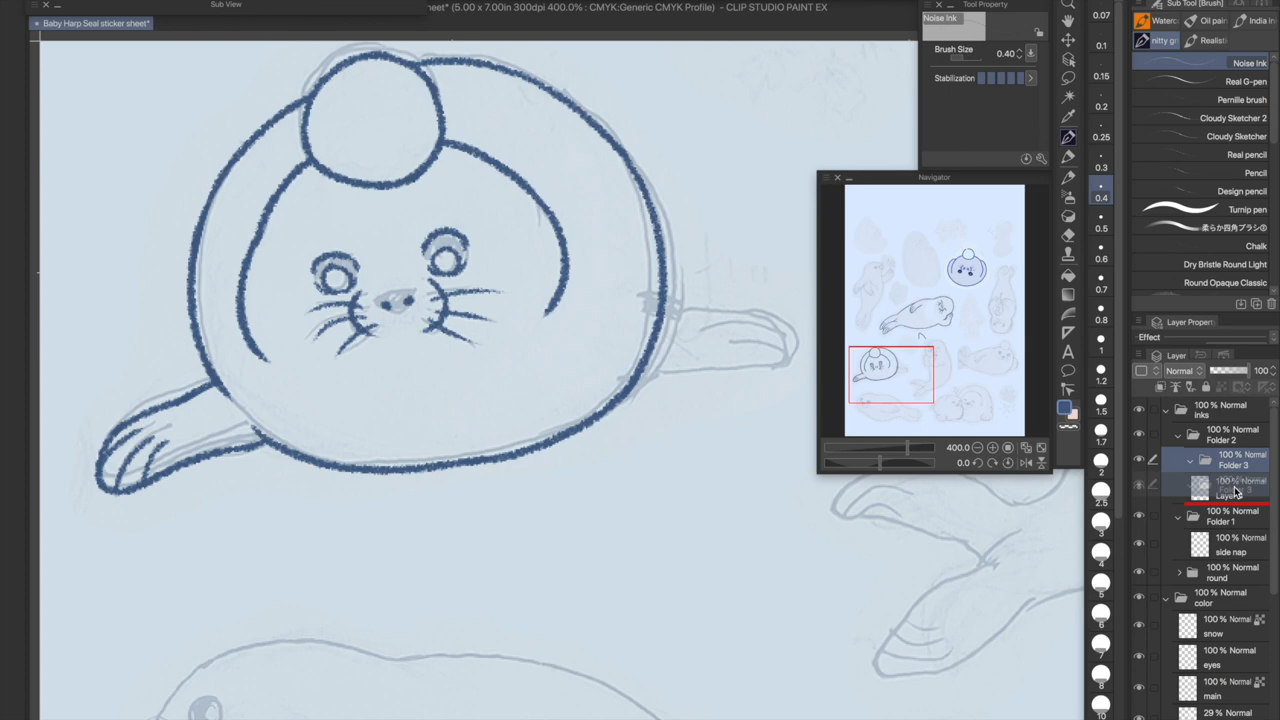 Sub View
sheet* (5.00 x 7.00in 300dpi 400.0% : CMYK:Generic CMYK Profile) - CLIP STUDIO PAINT EX
Baby Harp Seal sticker sheet*
Noise Ink
Brush Size 0.40
Stabilization
Navigator
400.0
0.0
0.07
0.1
0.15
0.2
0.25
0.3
0.4
0.5
0.6
0.7
0.8
1
1.2
1.5
1.7
2
2.5
3
4
5
6
7
8
10
Sub Tool [Brush]
Waterc Oil pain India in
nitty gr Realist
Noise Ink
Real G-pen
Pernille brush
Cloudy Sketcher 2
Cloudy Sketcher
Real pencil
Pencil
Design pencil
Turnip pen
柔らか四角ブラシ②
Chalk
Dry Bristle Round Light
Round Opaque Classic
Layer Property
Effect
Layer
Normal 100
100 % Normal
inks
100 % Normal
Folder 2
100 % Normal
Folder 3
100 % Normal
Folder 3
100 % Normal
Folder 1
100 % Normal
side nap
100 % Normal
round
100 % Normal
color
100 % Normal
snow
100 % Normal
eyes
100 % Normal
main
29 % Normal